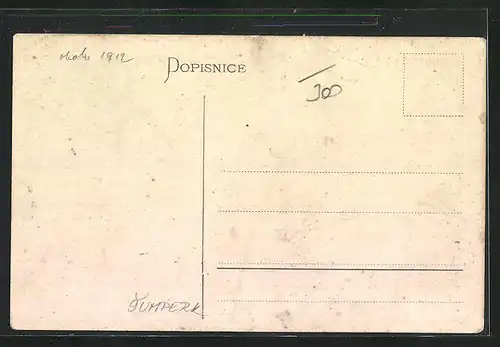 okolo 1912
DOPISNICE
300
ŠUMPERK